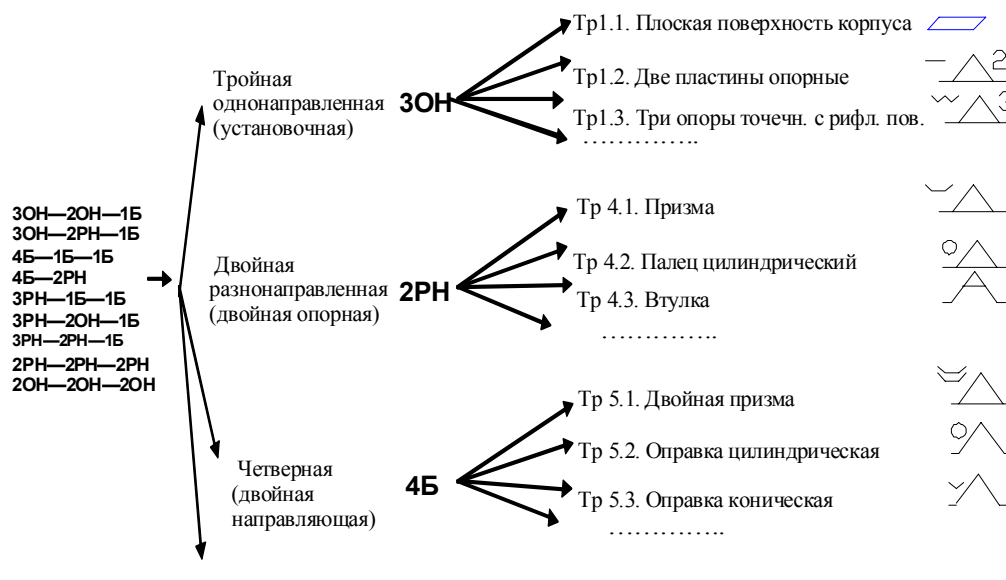 Тр1.1. Плоская поверхность корпуса
Тройная
однонаправленная
(установочная)
3ОН
Тр1.2. Две пластины опорные
2
Тр1.3. Три опоры точечн. с рифл. пов.
3
………….
3ОН—2ОН—1Б
3ОН—2РН—1Б
4Б—1Б—1Б
4Б—2РН
3РН—1Б—1Б
3РН—2ОН—1Б
3РН—2РН—1Б
2РН—2РН—2РН
2ОН—2ОН—2ОН
Двойная
разнонаправленная
(двойная опорная)
2РН
Тр 4.1. Призма
Тр 4.2. Палец цилиндрический
Тр 4.3. Втулка
………….
Четверная
(двойная
направляющая)
4Б
Тр 5.1. Двойная призма
Тр 5.2. Оправка цилиндрическая
Тр 5.3. Оправка коническая
………….